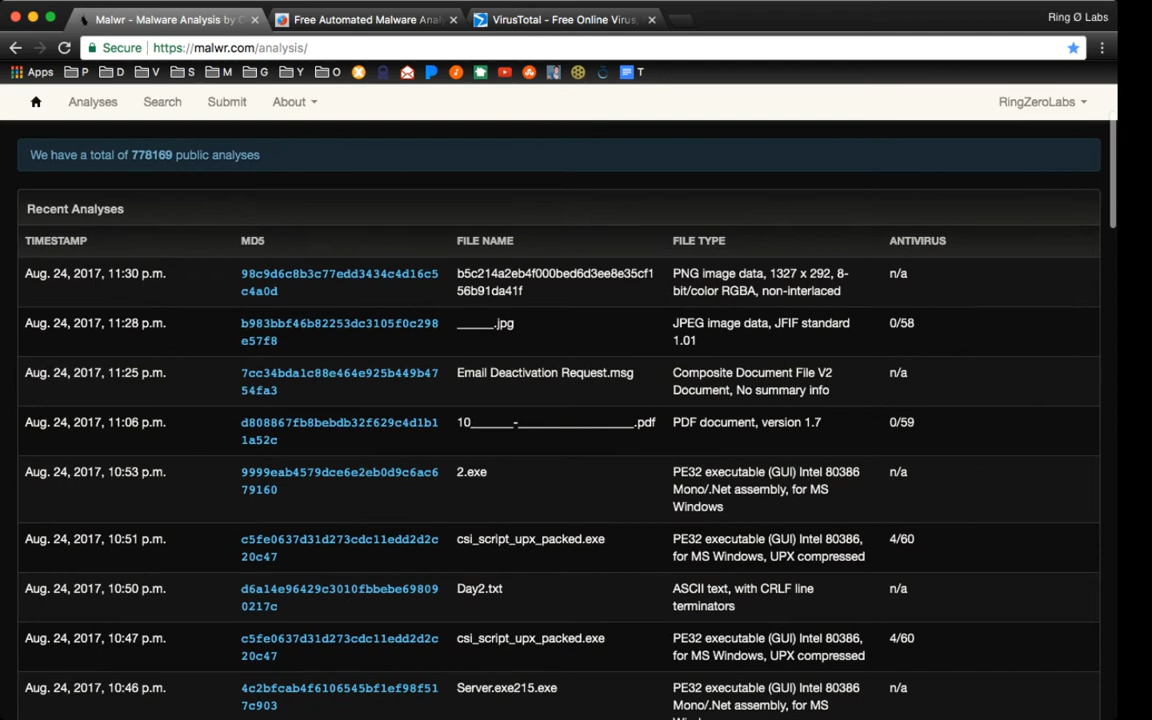 Malwr - Malware Analysis by C
Free Automated Malware Anal
VirusTotal - Free Online Virus,
Ring Ø Labs
Secure | https://malwr.com/analysis/
Apps P D V S M G Y O T
Analyses Search Submit About RingZeroLabs
We have a total of 778169 public analyses
Recent Analyses
TIMESTAMP MD5 FILE NAME FILE TYPE ANTIVIRUS
Aug. 24, 2017, 11:30 p.m. 98c9d6c8b3c77edd3434c4d16c5 b5c214a2eb4f000bed6d3ee8e35cf1 PNG image data, 1327 x 292, 8- n/a
c4a0d 56b91da41f bit/color RGBA, non-interlaced
Aug. 24, 2017, 11:28 p.m. b983bbf46b82253dc3105f0c298 ______.jpg JPEG image data, JFIF standard 0/58
e57f8 1.01
Aug. 24, 2017, 11:25 p.m. 7cc34bda1c88e464e925b449b47 Email Deactivation Request.msg Composite Document File V2 n/a
54fa3 Document, No summary info
Aug. 24, 2017, 11:06 p.m. d808867fb8bebdb32f629c4d1b1 10_______-___________________.pdf PDF document, version 1.7 0/59
1a52c
Aug. 24, 2017, 10:53 p.m. 9999eab4579dce6e2eb0d9c6ac6 2.exe PE32 executable (GUI) Intel 80386 n/a
79160 Mono/.Net assembly, for MS
Windows
Aug. 24, 2017, 10:51 p.m. c5fe0637d31d273cdc11edd2d2c csi_script_upx_packed.exe PE32 executable (GUI) Intel 80386, 4/60
20c47 for MS Windows, UPX compressed
Aug. 24, 2017, 10:50 p.m. d6a14e96429c3010fbbebe69809 Day2.txt ASCII text, with CRLF line n/a
0217c terminators
Aug. 24, 2017, 10:47 p.m. c5fe0637d31d273cdc11edd2d2c csi_script_upx_packed.exe PE32 executable (GUI) Intel 80386, 4/60
20c47 for MS Windows, UPX compressed
Aug. 24, 2017, 10:46 p.m. 4c2bfcab4f6106545bf1ef98f51 Server.exe215.exe PE32 executable (GUI) Intel 80386 n/a
7c903 Mono/.Net assembly, for MS